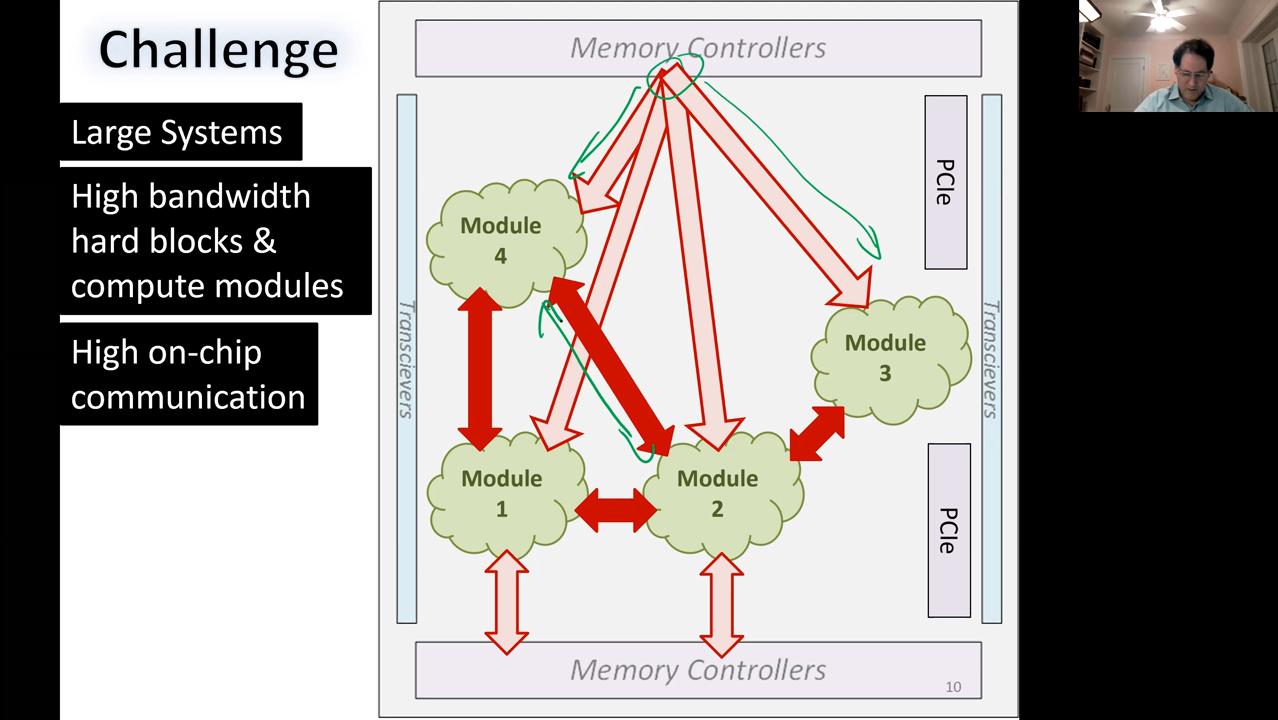 Challenge
Large Systems
High bandwidth
hard blocks &
compute modules
High on-chip
communication
Memory Controllers
PCIe
Transcievers
Transcievers
Module
4
Module
3
Module
1
Module
2
PCIe
Memory Controllers
10